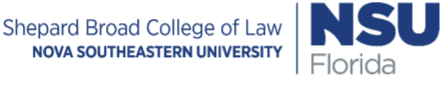 Shepard Broad College of Law
NOVA SOUTHEASTERN UNIVERSITY
NSU
Florida